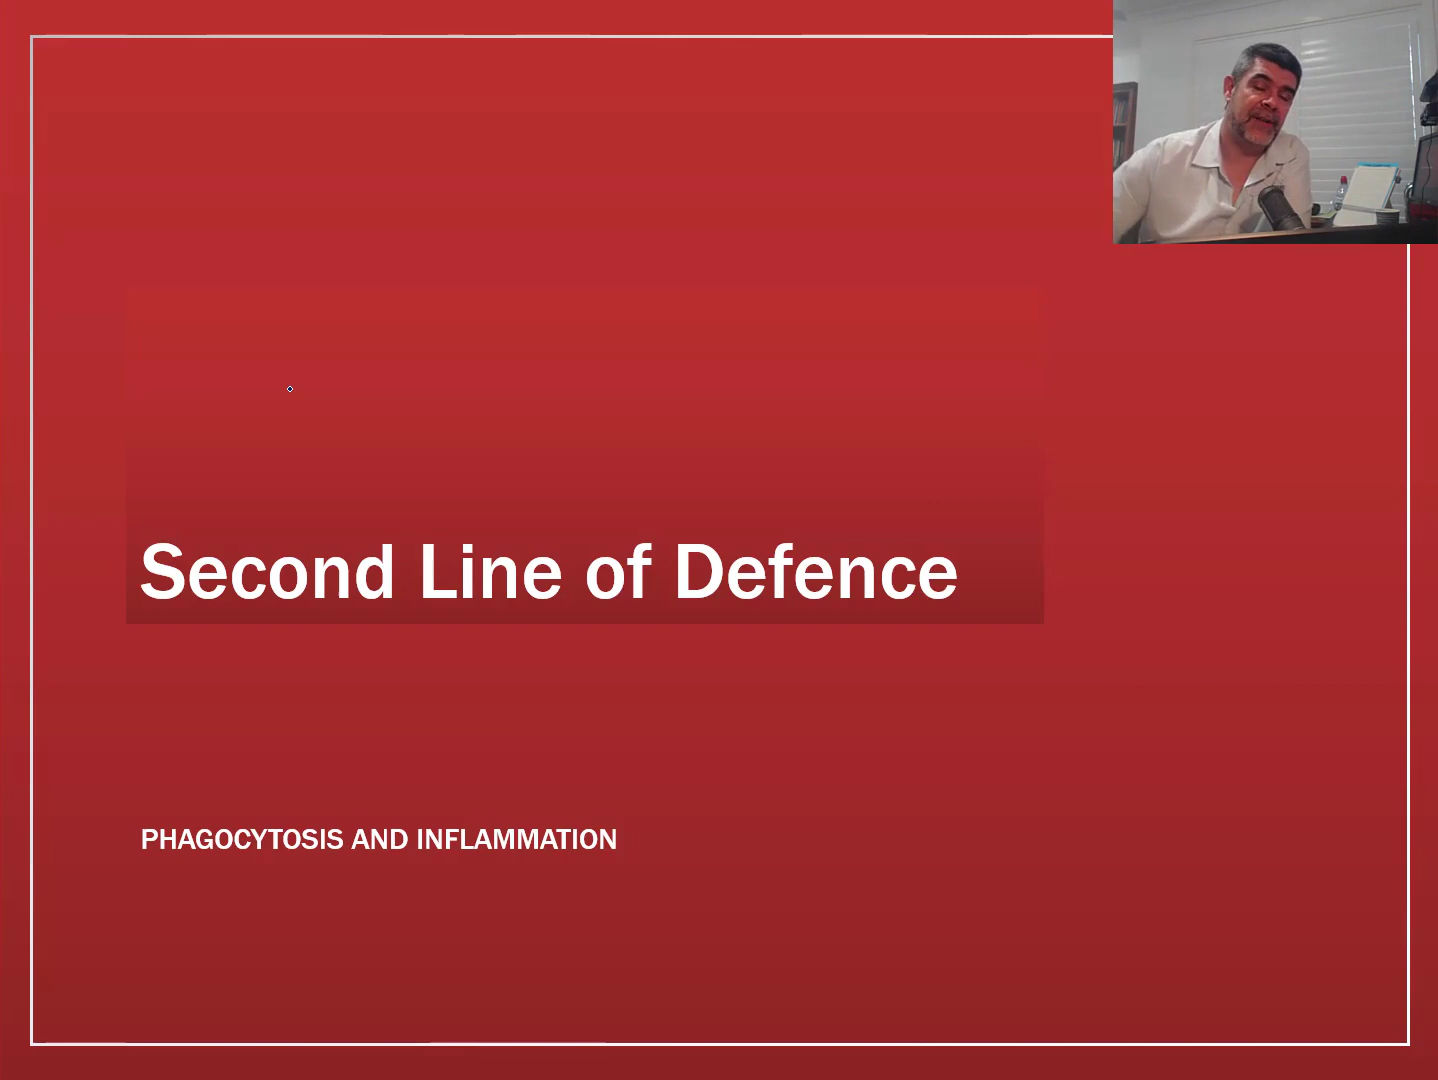 Second Line of Defence
PHAGOCYTOSIS AND INFLAMMATION